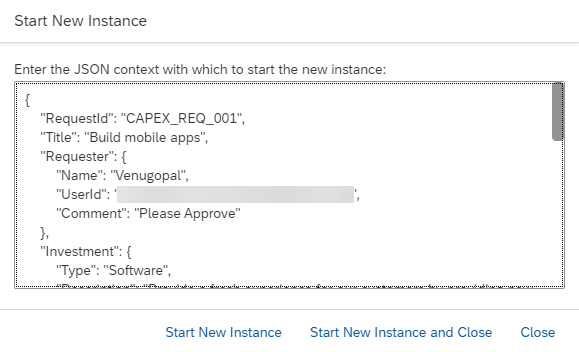 Start New Instance
Enter the JSON context with which to start the new instance:
{
"RequestId": "CAPEX_REQ_001",
"Title": "Build mobile apps",
"Requester": {
"Name": "Venugopal",
"UserId": "
",
"Comment": "Please Approve"
},
"Investment": {
"Type": "Software",
Start New Instance
Start New Instance and Close
Close